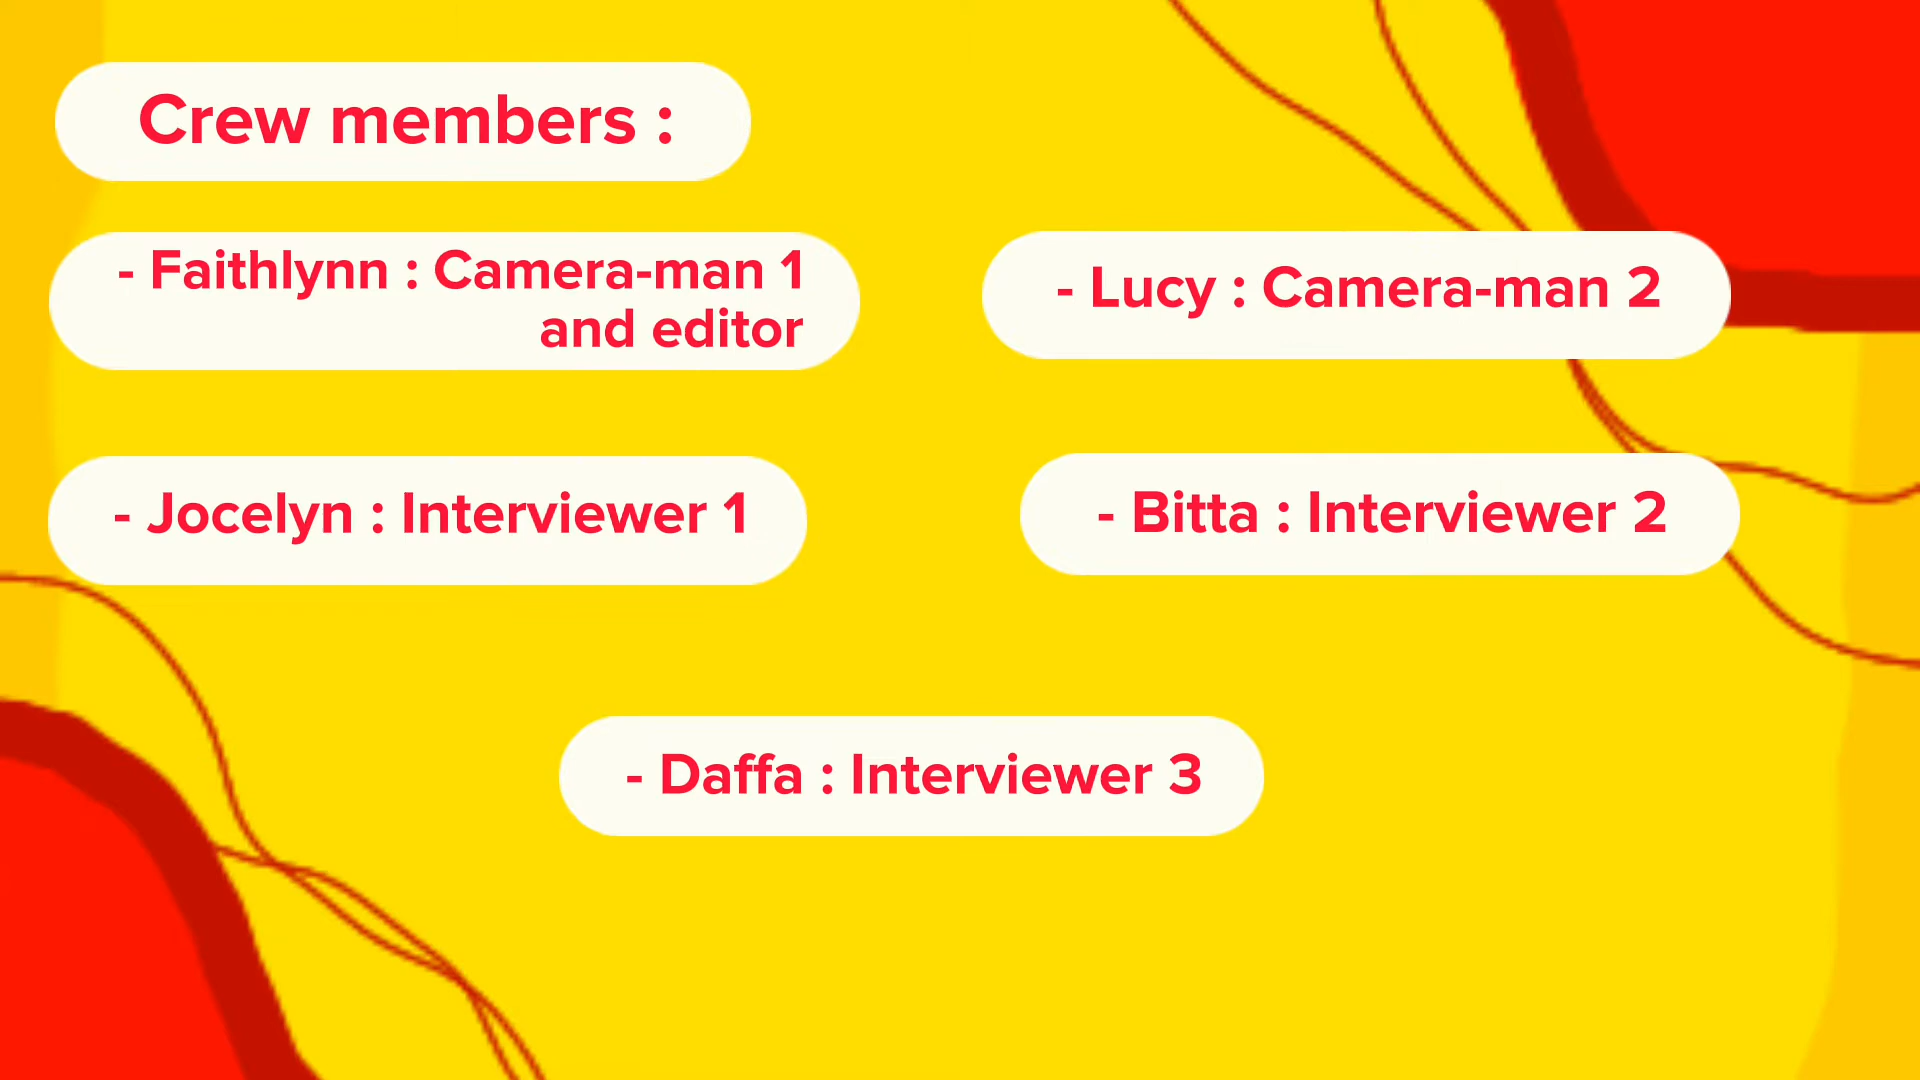 Crew members :
- Faithlynn : Camera-man 1
and editor
- Lucy : Camera-man 2
- Jocelyn : Interviewer 1
- Bitta : Interviewer 2
- Daffa : Interviewer 3